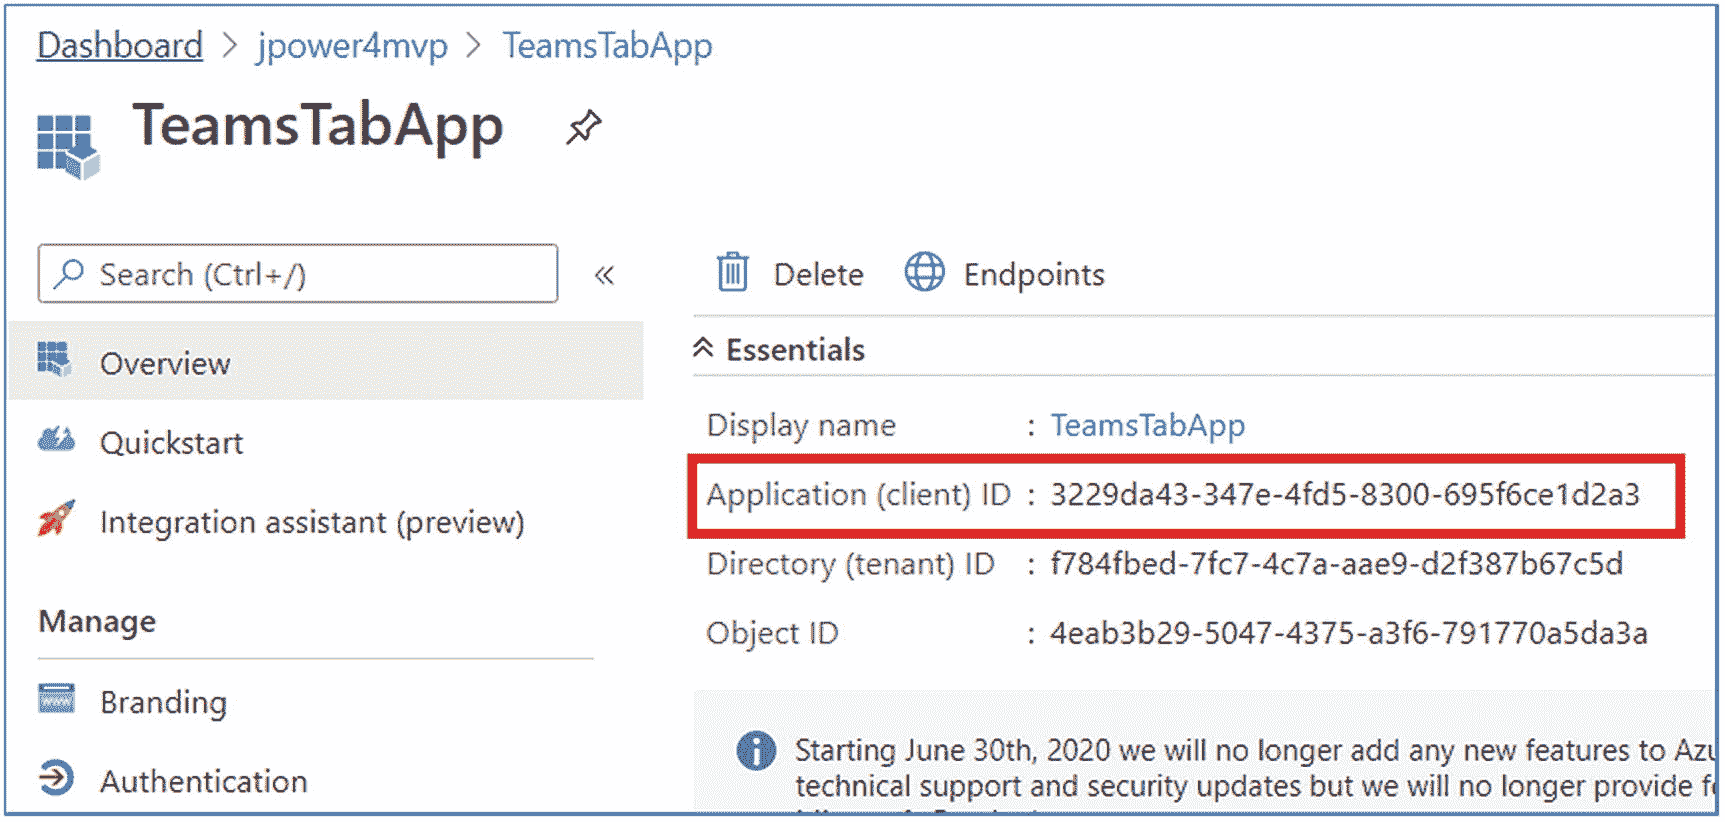 Dashboard > jpower4mvp > TeamsTabApp
TeamsTabApp
Search (Ctrl+/)
«
Overview
Quickstart
Integration assistant (preview)
Manage
Branding
Authentication
Delete Endpoints
Essentials
Display name : TeamsTabApp
Application (client) ID : 3229da43-347e-4fd5-8300-695f6ce1d2a3
Directory (tenant) ID : f784fbed-7fc7-4c7a-aae9-d2f387b67c5d
Object ID : 4eab3b29-5047-4375-a3f6-791770a5da3a
Starting June 30th, 2020 we will no longer add any new features to Azu
technical support and security updates but we will no longer provide fe